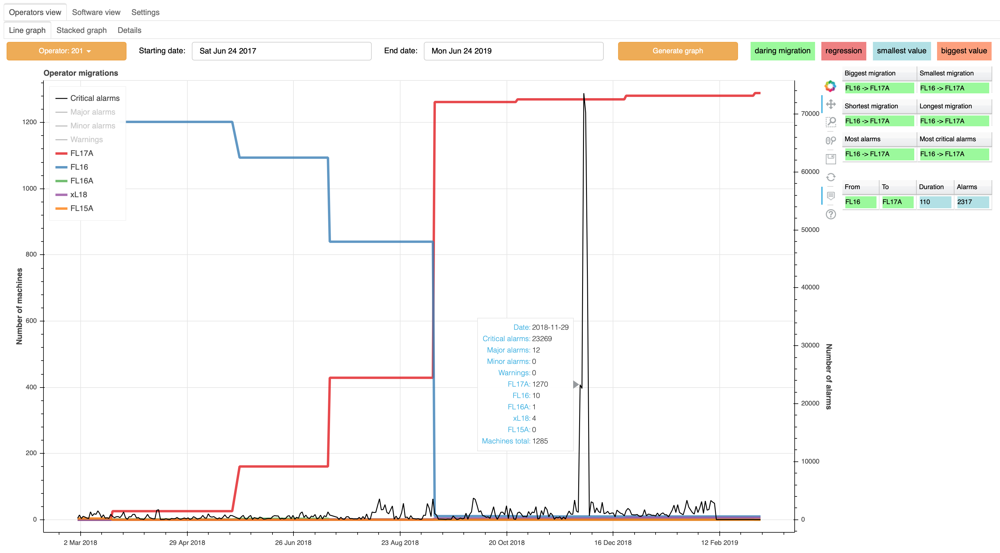 Operators view Software view Settings
Line graph Stacked graph Details
Operator: 201 Starting date: Sat Jun 24 2017 End date: Mon Jun 24 2019 Generate graph daring migration regression smallest value biggest value
Operator migrations
Critical alarms
Major alarms
Minor alarms
Warnings
FL17A
FL16
FL16A
xL18
FL15A
Number of machines
1200
1000
800
600
400
200
0
Date: 2018-11-29
Critical alarms: 23269
Major alarms: 12
Minor alarms: 0
Warnings: 0
FL17A: 1270
FL16: 10
FL16A: 1
xL18: 4
FL15A: 0
Machines total: 1285
70000
60000
50000
40000
30000
20000
10000
0
Number of alarms
2 Mar 2018 29 Apr 2018 26 Jun 2018 23 Aug 2018 20 Oct 2018 16 Dec 2018 12 Feb 2019
Biggest migration Smallest migration
FL16 -> FL17A FL16 -> FL17A
Shortest migration Longest migration
FL16 -> FL17A FL16 -> FL17A
Most alarms Most critical alarms
FL16 -> FL17A FL16 -> FL17A
From To Duration Alarms
FL16 FL17A 110 2317